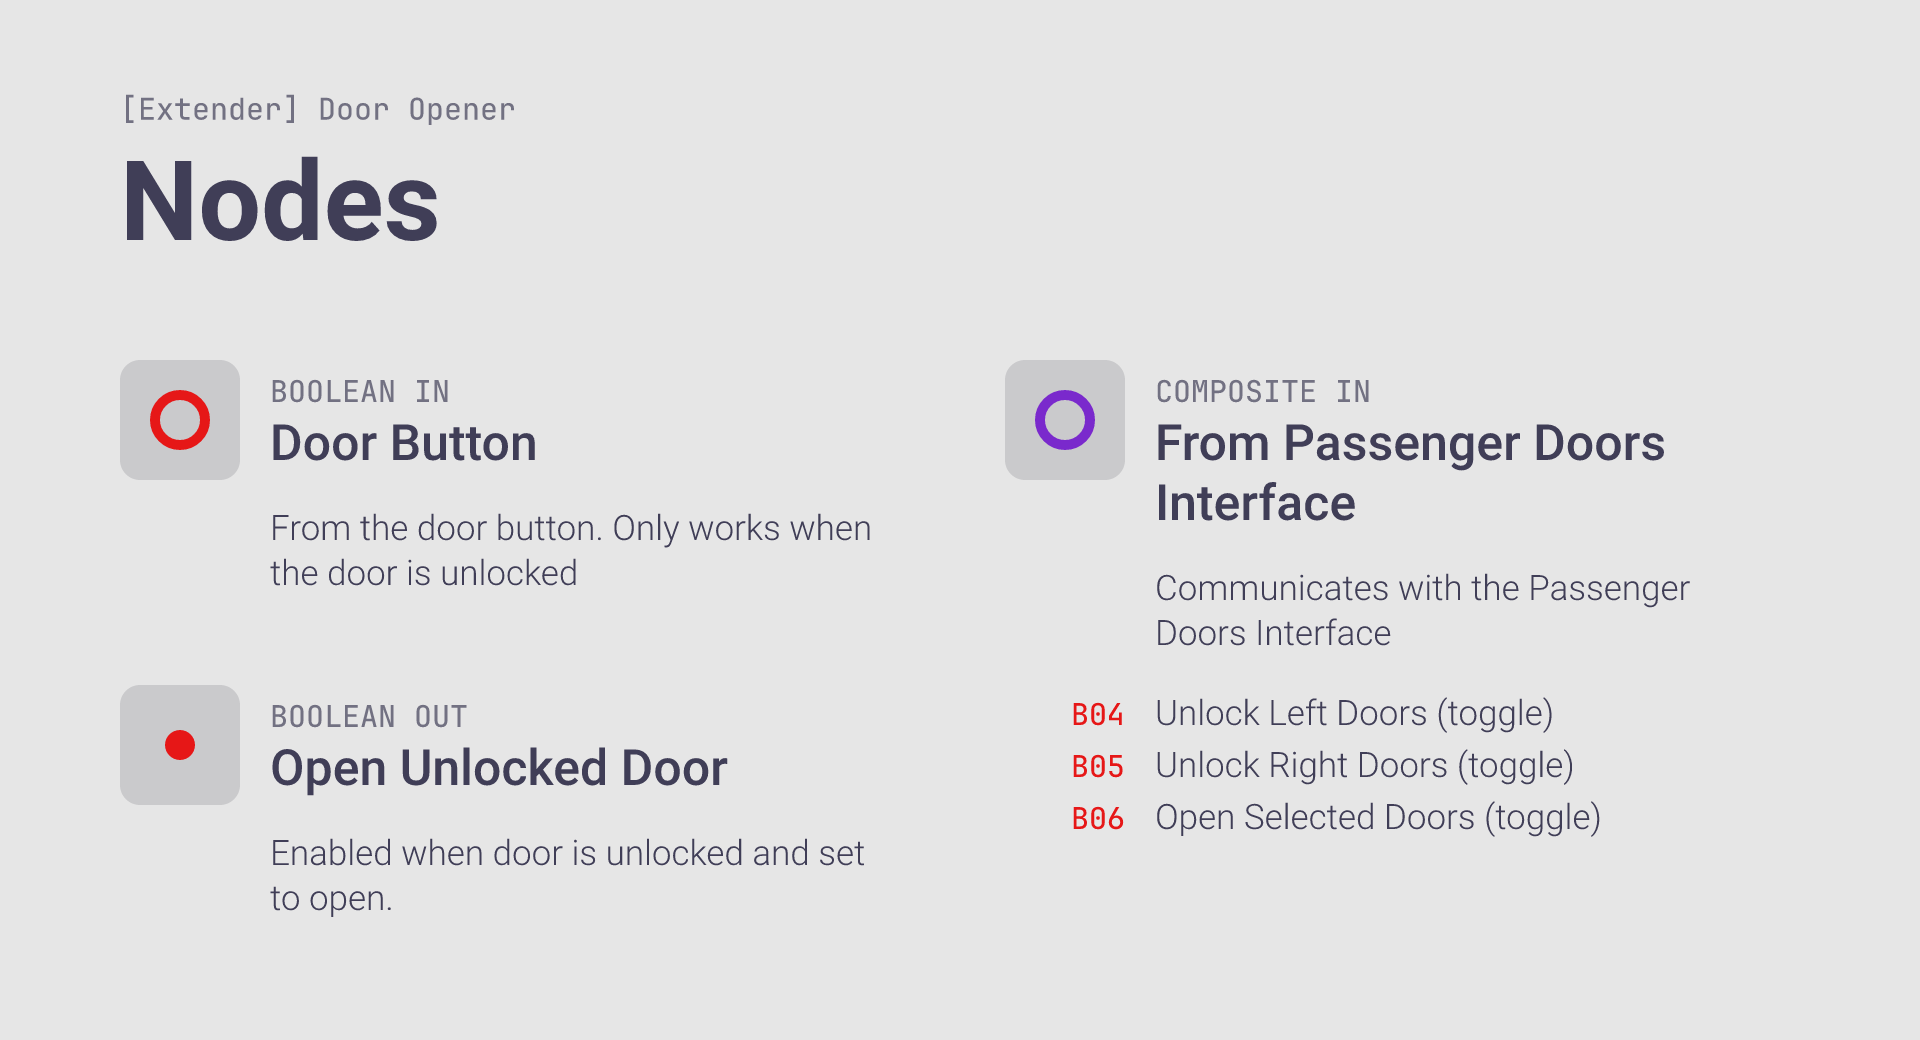 [Extender] Door Opener
Nodes
BOOLEAN IN
Door Button
From the door button. Only works when
the door is unlocked
BOOLEAN OUT
Open Unlocked Door
Enabled when door is unlocked and set
to open.
COMPOSITE IN
From Passenger Doors
Interface
Communicates with the Passenger
Doors Interface
B04 Unlock Left Doors (toggle)
B05 Unlock Right Doors (toggle)
B06 Open Selected Doors (toggle)